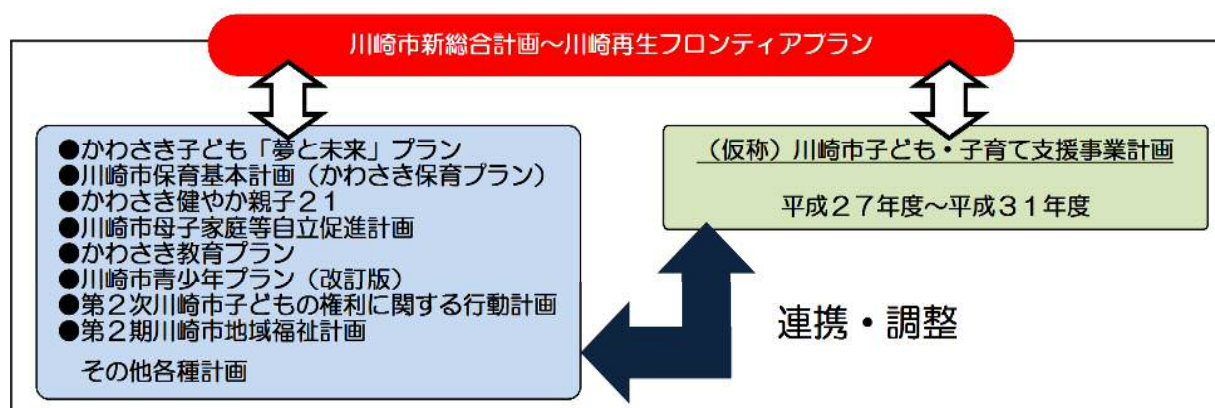 川崎市新総合計画～川崎再生フロンティアプラン
●かわさき子ども「夢と未来」プラン
●川崎市保育基本計画（かわさき保育プラン）
●かわさき健やか親子２１
●川崎市母子家庭等自立促進計画
●かわさき教育プラン
●川崎市青少年プラン（改訂版）
●第２次川崎市子どもの権利に関する行動計画
●第２期川崎市地域福祉計画
その他各種計画
（仮称）川崎市子ども・子育て支援事業計画
平成２７年度～平成３１年度
連携・調整